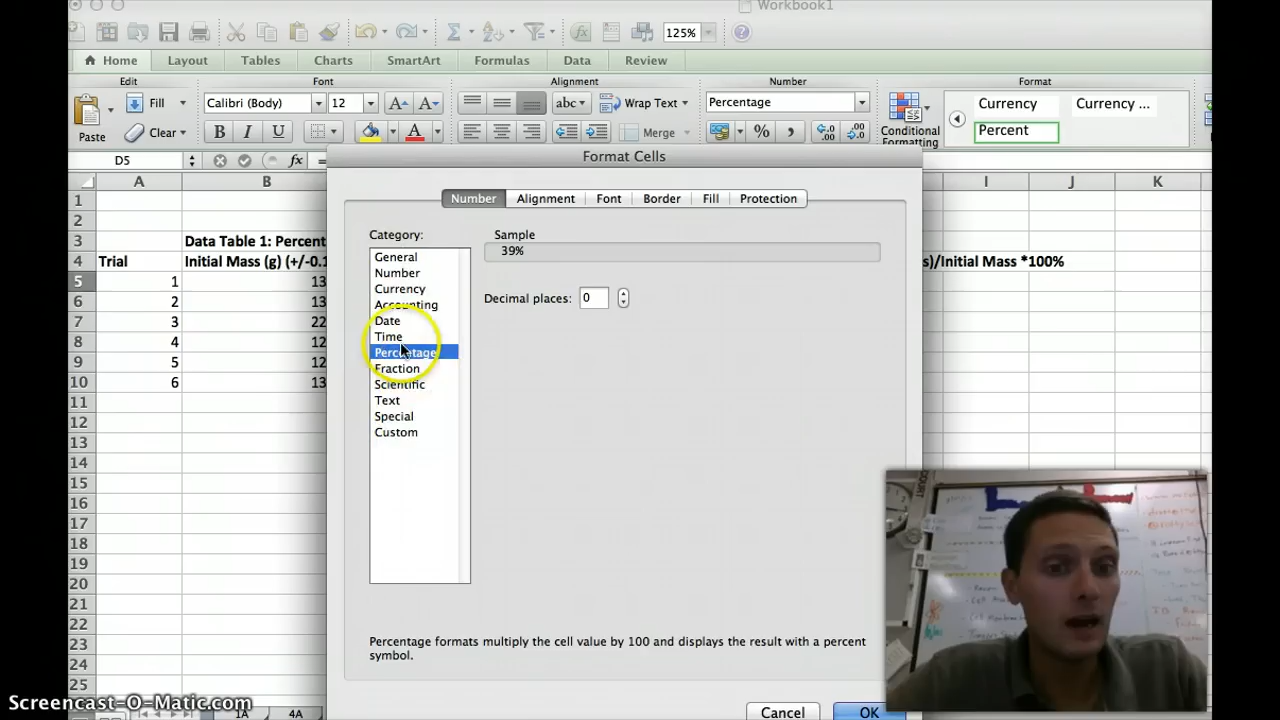 Workbook1
125%
Home Layout Tables Charts SmartArt Formulas Data Review
Edit Font Alignment Number Format
Fill Calibri (Body) 12 A A abc Wrap Text Percentage Currency Currency ...
Paste Clear B I U A Merge % , Conditional Formatting Percent
D5 fx =
Format Cells
A B I J K
Number Alignment Font Border Fill Protection
1
2
3 Data Table 1: Percent
4 Trial Initial Mass (g) (+/-0.1 s)/Initial Mass *100%
5 1 13
6 2 13
7 3 22
8 4 12
9 5 12
10 6 13
11
12
13
14
15
16
17
18
19
20
21
22
23
24
25
Category:
General
Number
Currency
Accounting
Date
Time
Percentage
Fraction
Scientific
Text
Special
Custom
Sample
39%
Decimal places: 0
Percentage formats multiply the cell value by 100 and displays the result with a percent
symbol.
Cancel OK
1A 4A
COURT
Screencast-O-Matic.com